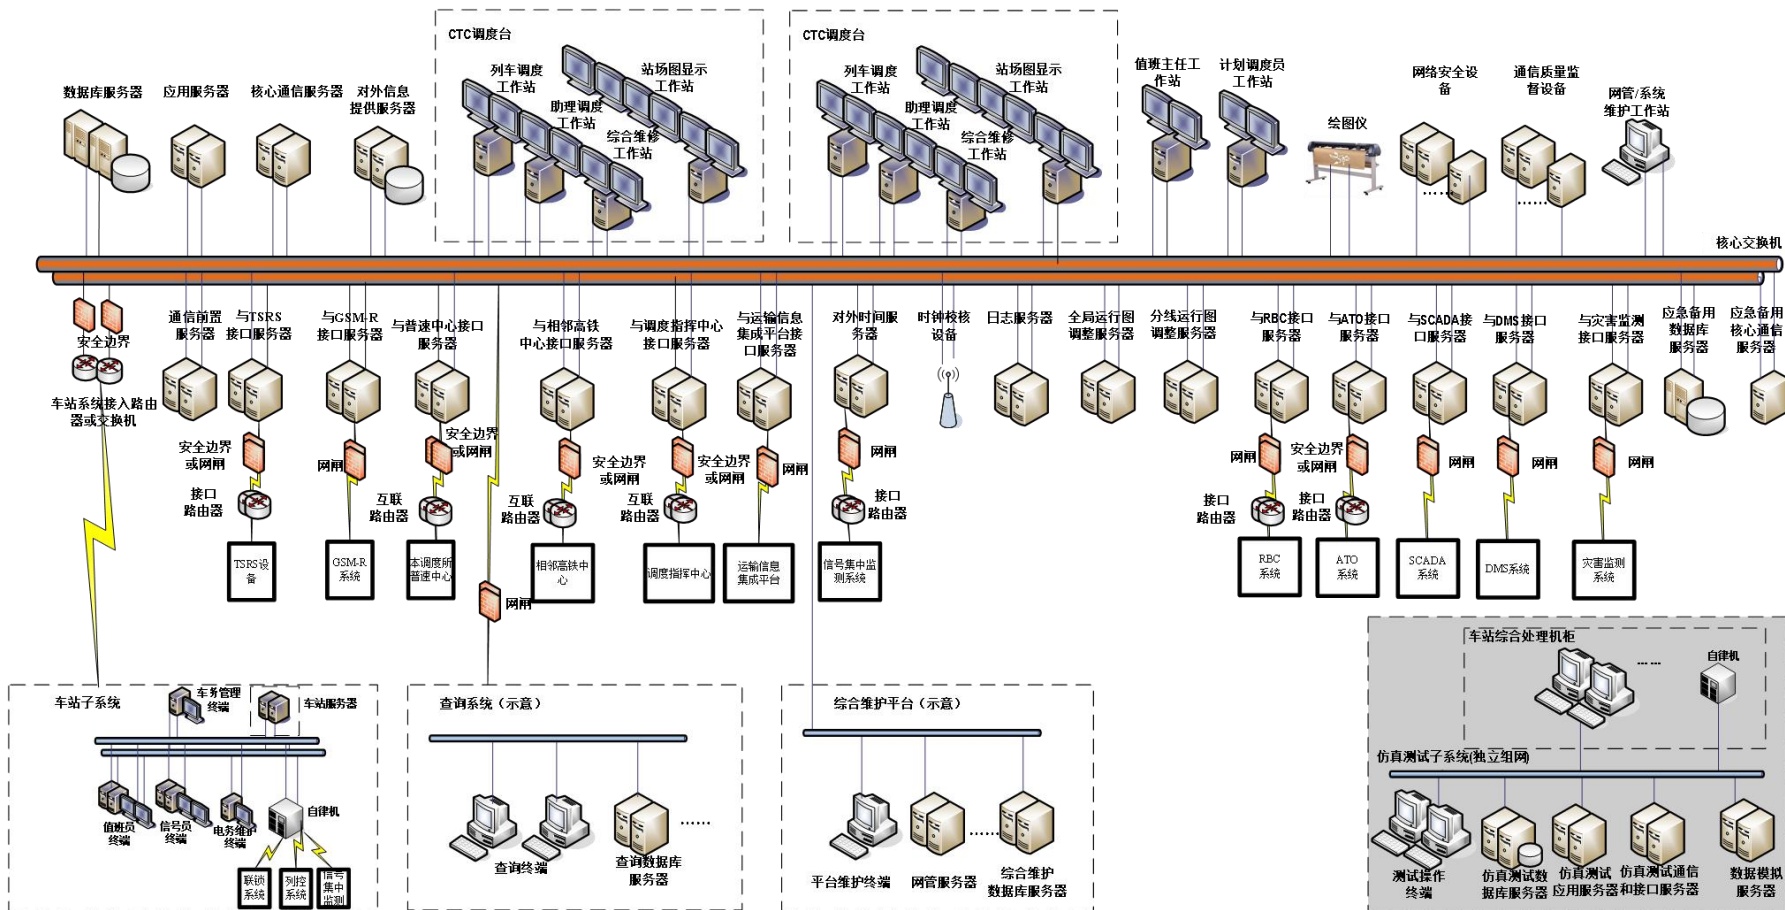 CTC调度台
列车调度
工作站
站场图显示
工作站
助理调度
工作站
综合维修
工作站
CTC调度台
列车调度
工作站
站场图显示
工作站
助理调度
工作站
综合维修
工作站
数据库服务器
应用服务器
核心通信服务器
对外信息
提供服务器
值班主任工
作站
计划调度员
工作站
绘图仪
网络安全设
备
通信质量监
督设备
网管/系统
维护工作站
......
......
核心交换机
安全边界
车站系统接入路由
器或交换机
通信前置
服务器
与TSRS
接口服务器
与GSM-R
接口服务器
与普速中心接口
服务器
与相邻高铁
中心接口服务器
与调度指挥中心
接口服务器
与运输信息
集成平台接
口服务器
对外时间服
务器
时钟校核
设备
日志服务器
全局运行图
调整服务器
分线运行图
调整服务器
与RBC接口
服务器
与ATO接口
服务器
与SCADA接
口服务器
与DMS接口
服务器
与灾害监测
接口服务器
应急备用
数据库
服务器
应急备用
核心通信
服务器
安全边界
或网闸
网闸
安全边界
或网闸
安全边界
或网闸
安全边界
或网闸
网闸
网闸
网闸
安全边界
或网闸
网闸
网闸
网闸
接口
路由器
互联
路由器
互联
路由器
互联
路由器
接口
路由器
接口
路由器
接口
路由器
TSRS设
备
GSM-R
系统
本调度所
普速中心
相邻高铁中
心
调度指挥中心
运输信息
集成平台
信号集中监
测系统
RBC
系统
ATO
系统
SCADA
系统
DMS系统
灾害监测系
统
网闸
车站子系统
车务管理
终端
车站服务器
值班员
终端
信号员
终端
电务维护
终端
自律机
联锁
系统
列控
系统
信号
集中
监测
查询系统（示意）
查询终端
查询数据库
服务器
......
综合维护平台（示意）
平台维护终端
网管服务器
......
综合维护
数据库服务器
车站综合处理机柜
......
自律机
仿真测试子系统(独立组网)
测试操作
终端
仿真测试数
据库服务器
仿真测试
应用服务器
仿真测试通信
和接口服务器
数据模拟
服务器